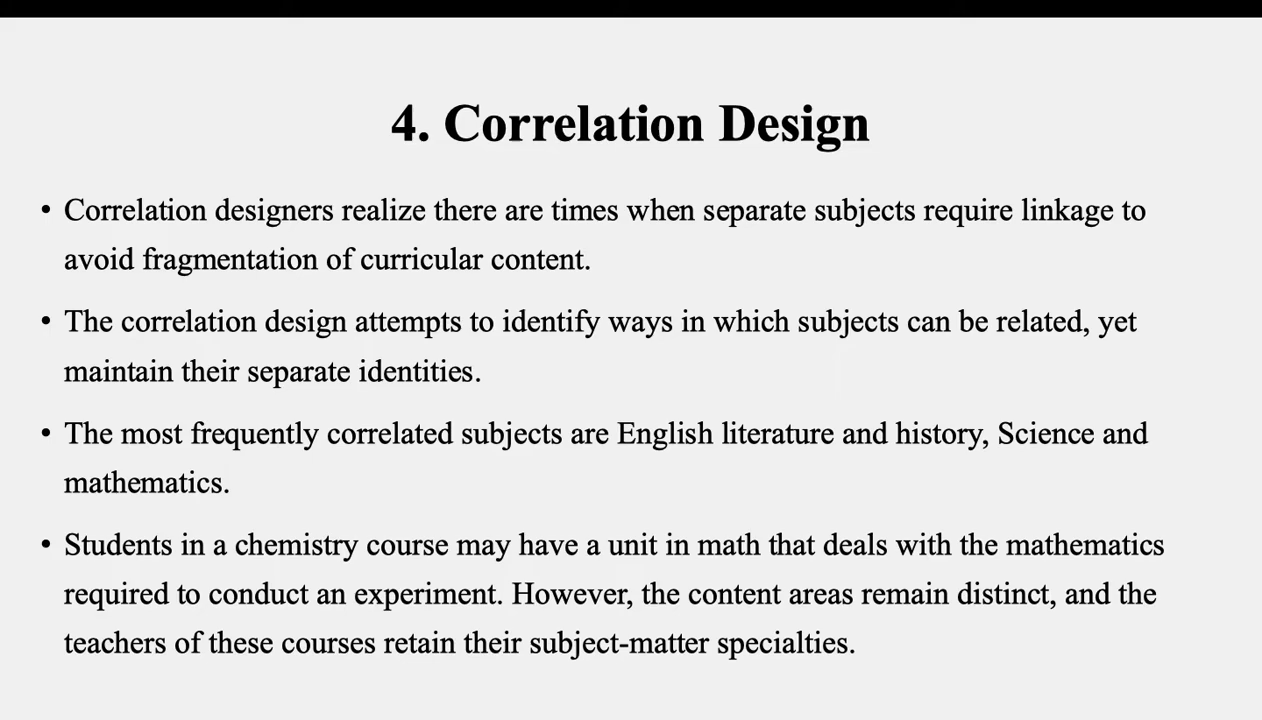 4. Correlation Design
• Correlation designers realize there are times when separate subjects require linkage to
avoid fragmentation of curricular content.
• The correlation design attempts to identify ways in which subjects can be related, yet
maintain their separate identities.
• The most frequently correlated subjects are English literature and history, Science and
mathematics.
• Students in a chemistry course may have a unit in math that deals with the mathematics
required to conduct an experiment. However, the content areas remain distinct, and the
teachers of these courses retain their subject-matter specialties.